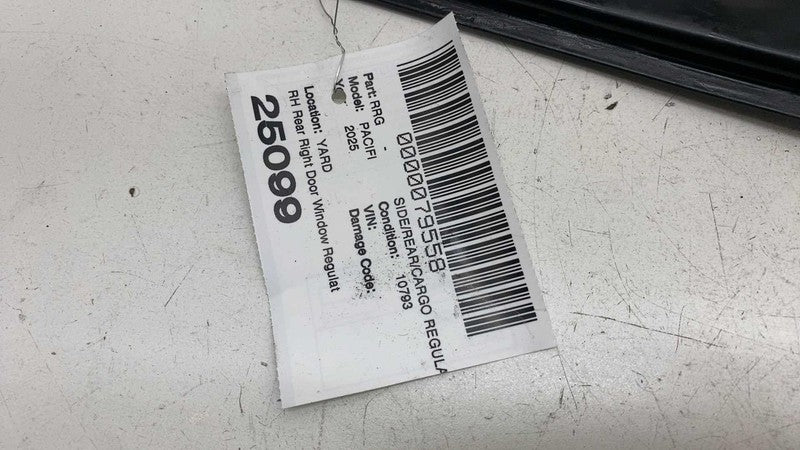 0000079558
Part: RRG - SIDE/REAR/CARGO REGULA
Model: PACIFI Condition: 10793
2025 VIN:
Damage Code:
Location: YARD
RH Rear Right Door Window Regulat
25099